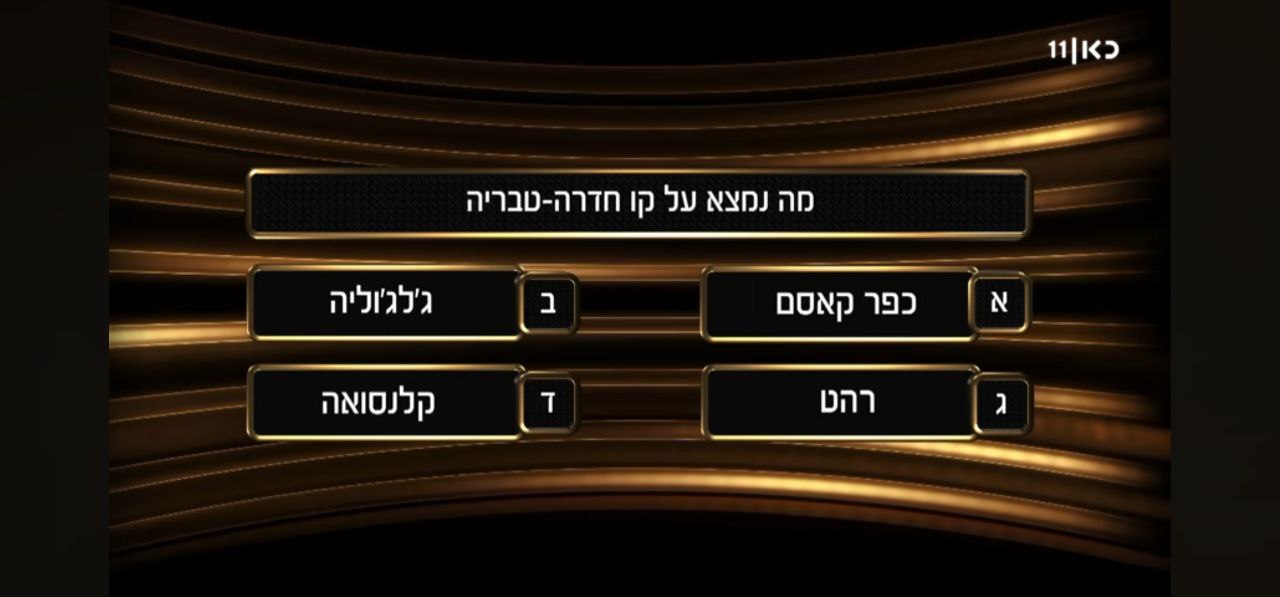 כאן|11
מה נמצא על קו חדרה-טבריה
א כפר קאסם
ב ג'לג'וליה
ג רהט
ד קלנסואה